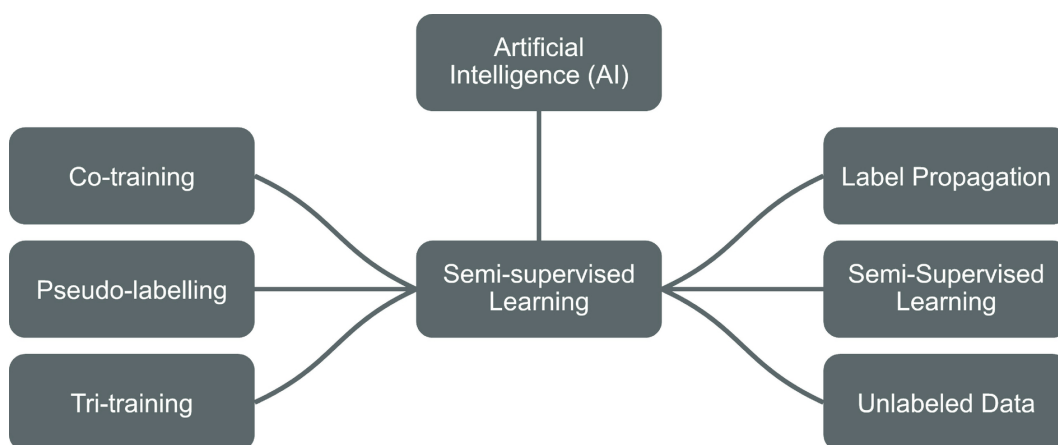 Artificial
Intelligence (AI)
Co-training
Label Propagation
Pseudo-labelling
Semi-supervised
Learning
Semi-Supervised
Learning
Tri-training
Unlabeled Data